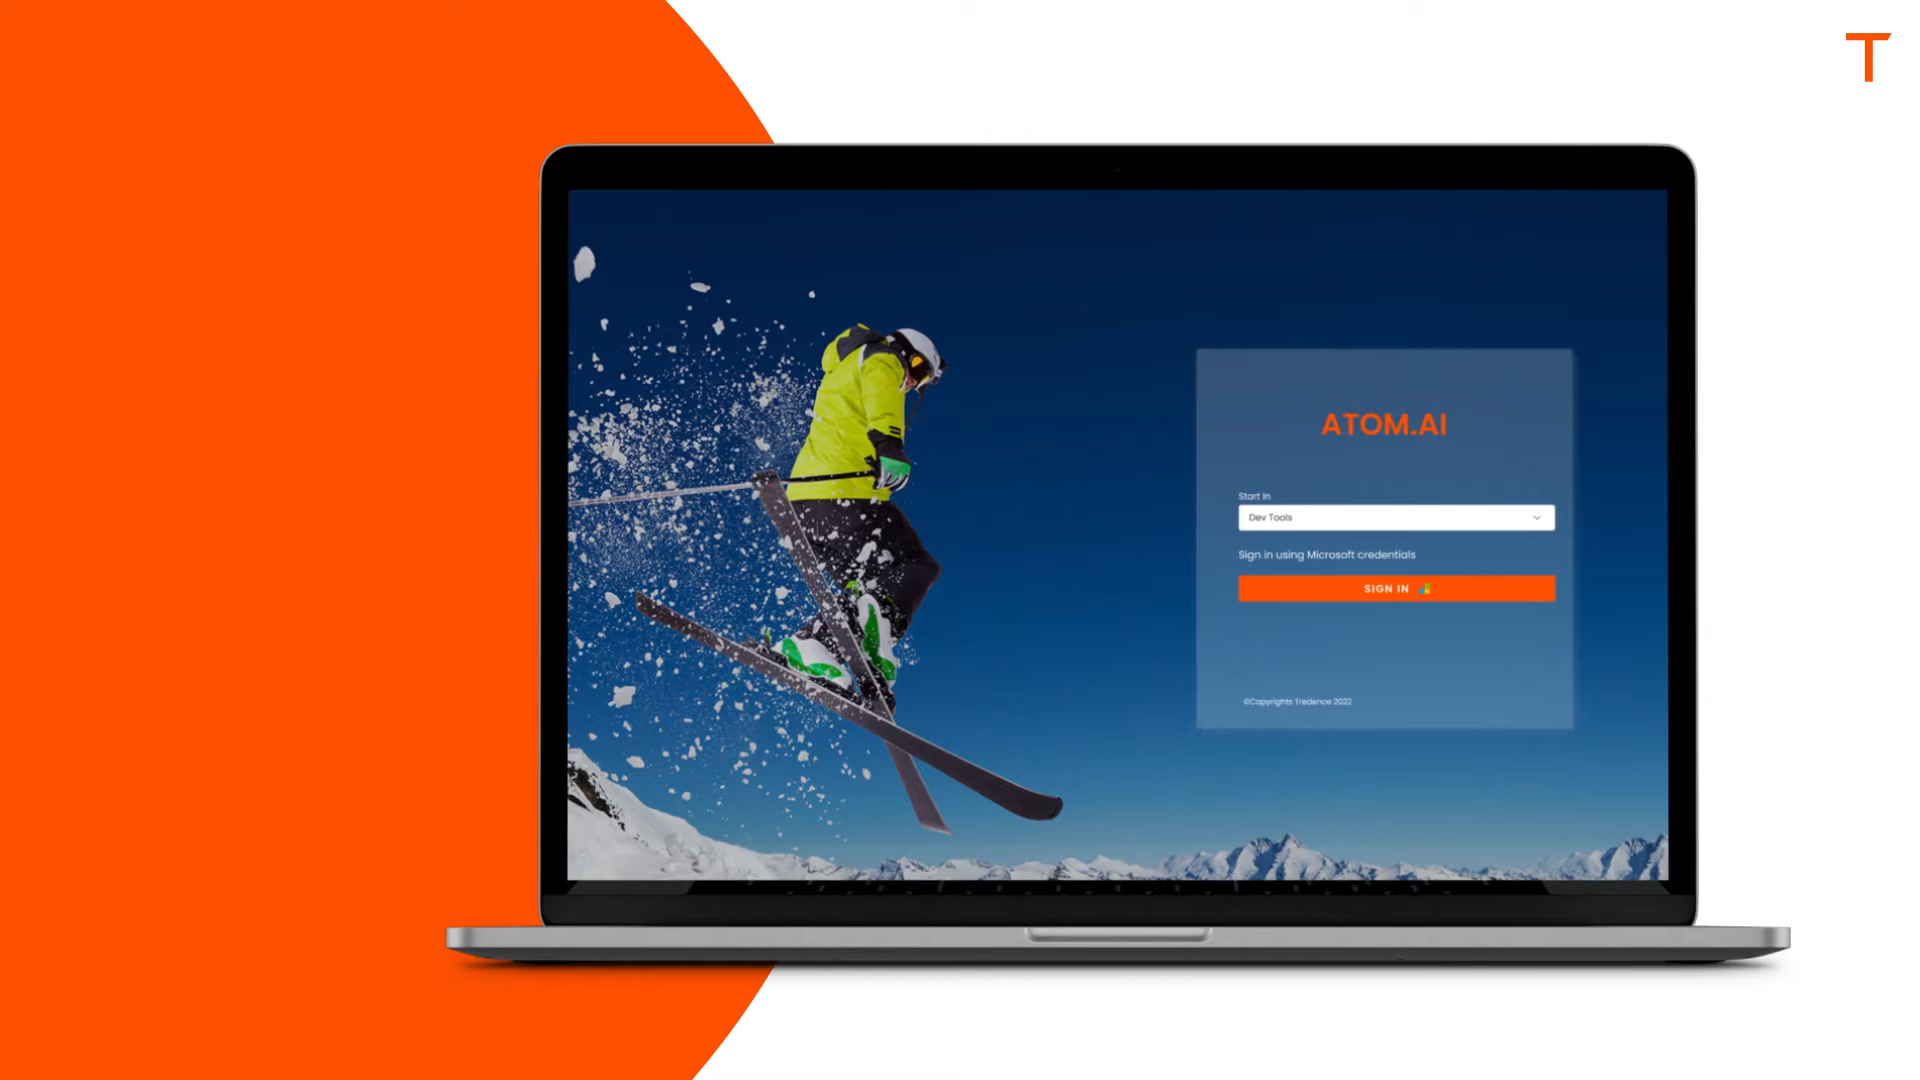 T
ATOM.AI
Start In
Dev Tools
Sign in using Microsoft credentials
SIGN IN
©Copyrights Tredence 2022